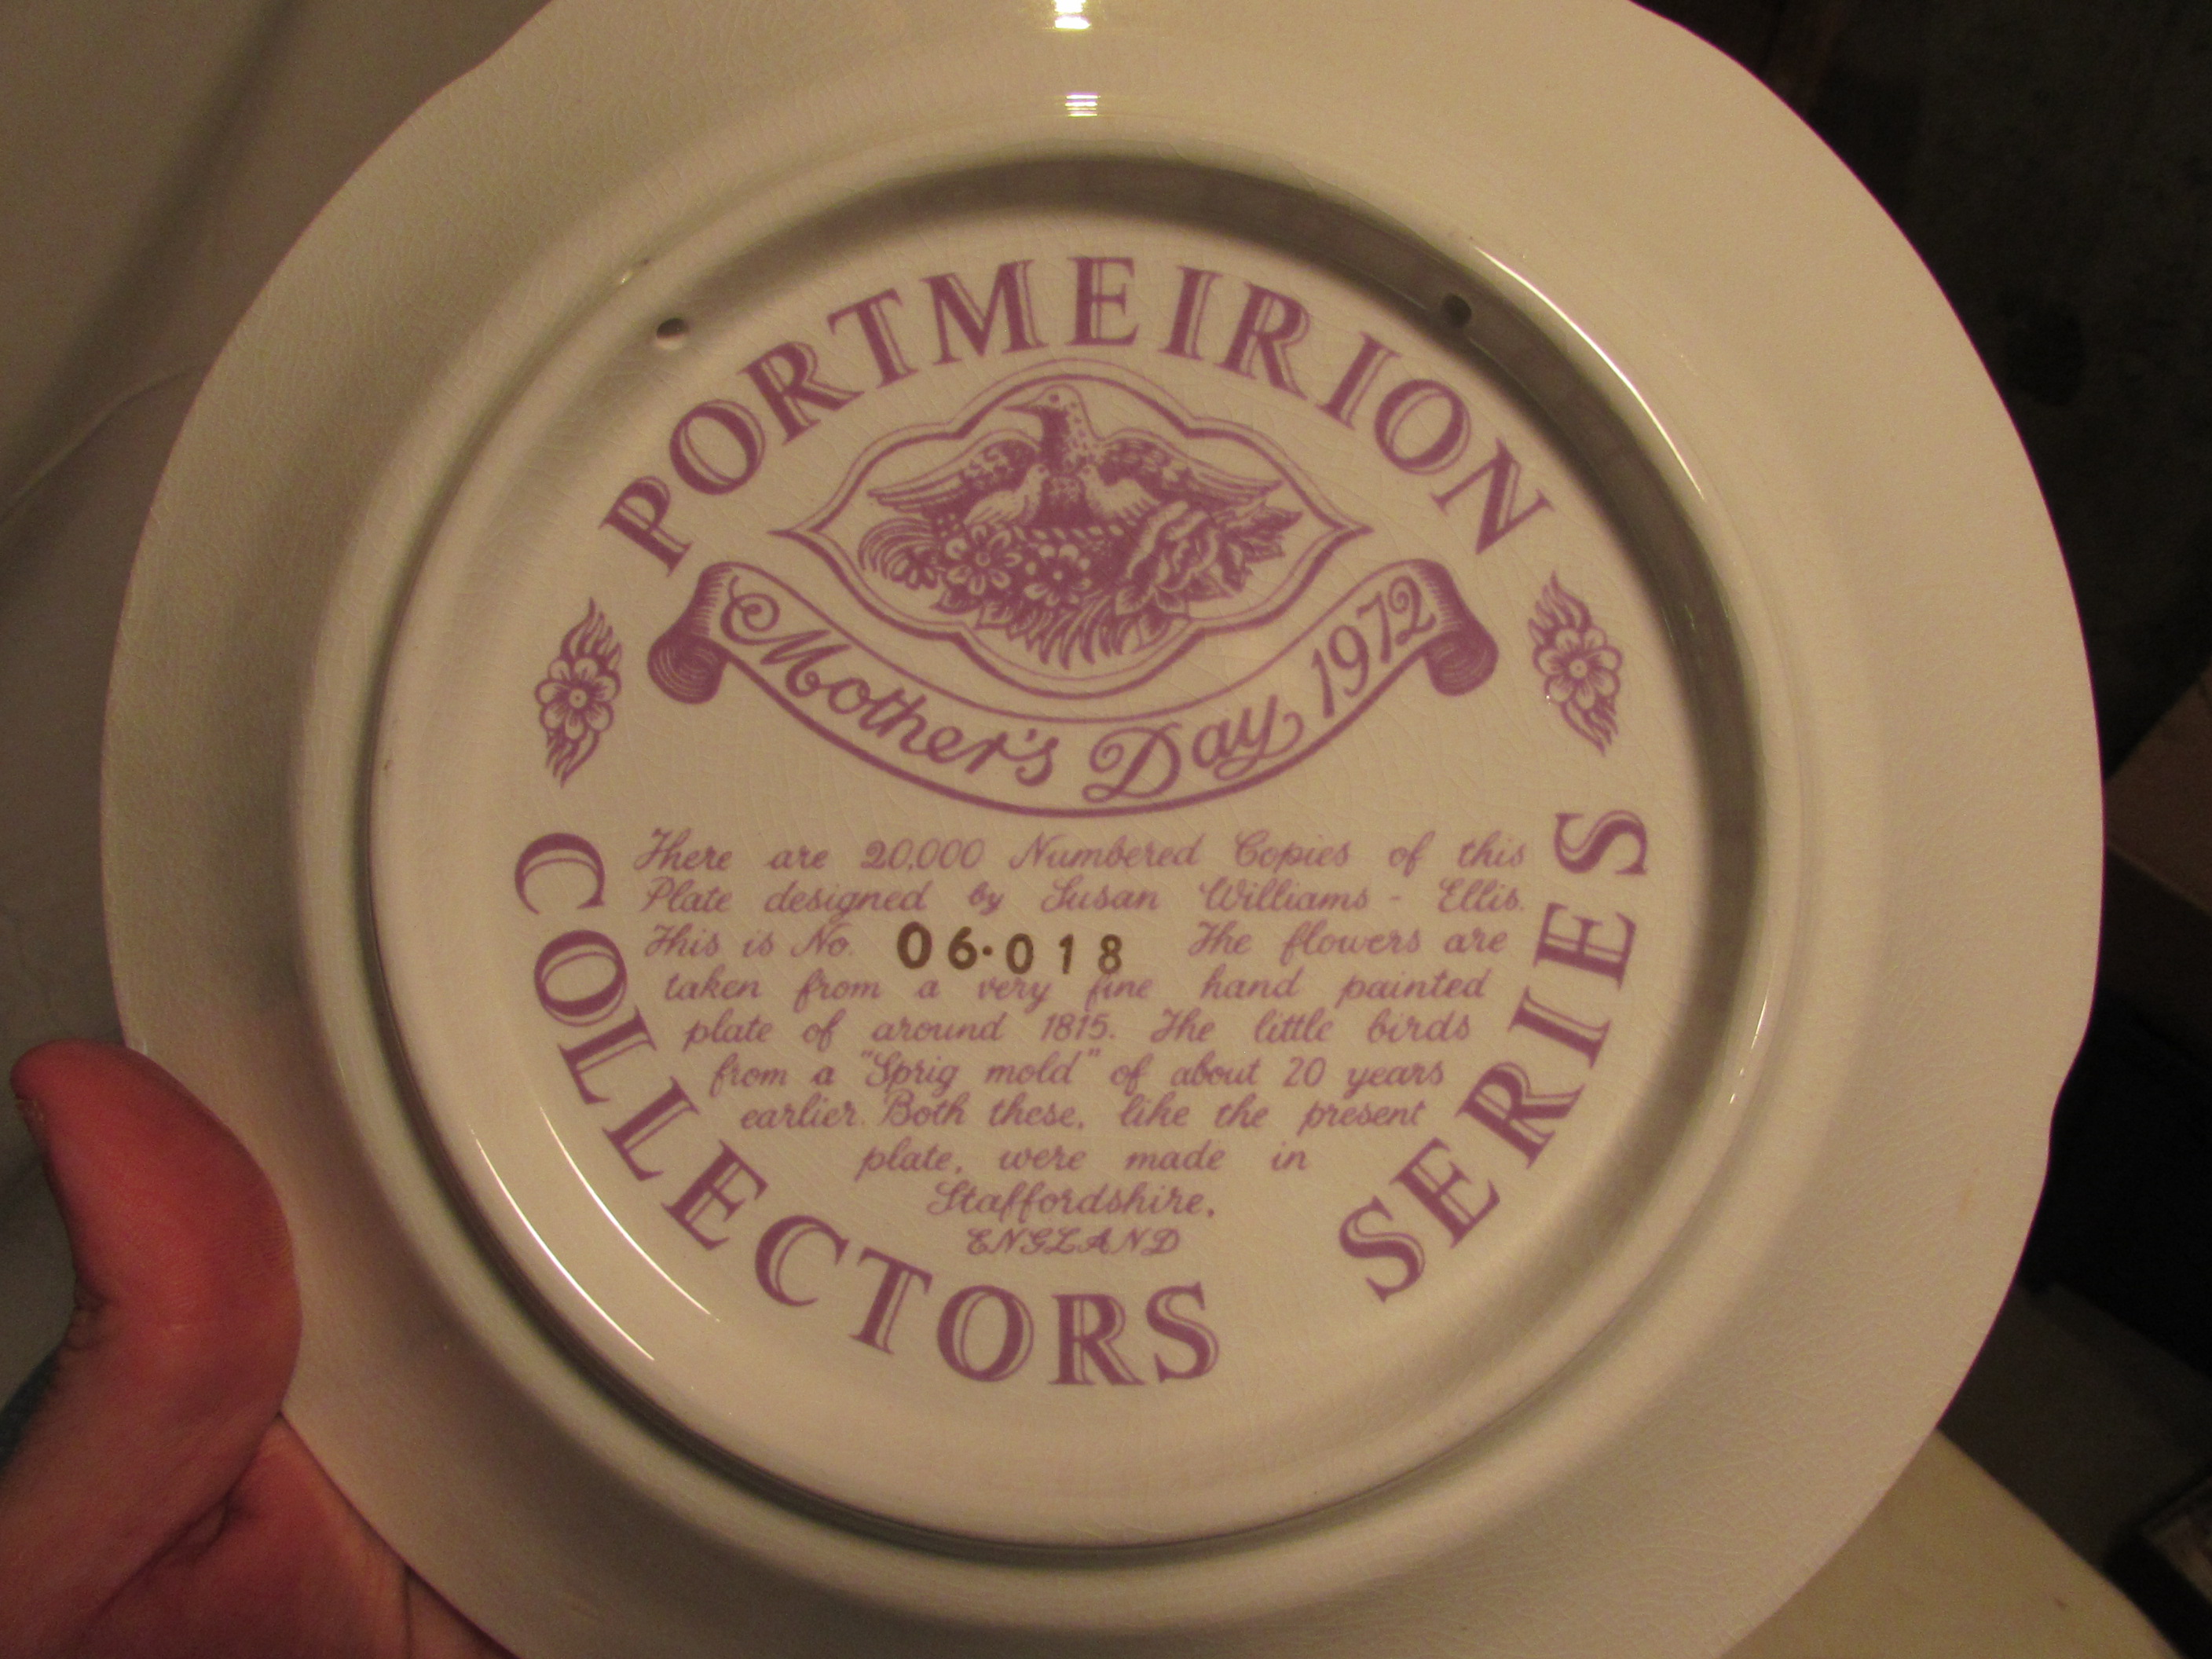 PORTMEIRION
Mother's Day 1972
There are 20,000 Numbered Copies of this
Plate designed by Susan Williams - Ellis.
This is No. 06·018 The flowers are
taken from a very fine hand painted
plate of around 1815. The little birds
from a "Sprig mold" of about 20 years
earlier. Both these, like the present
plate, were made in
Staffordshire,
ENGLAND
COLLECTORS SERIES